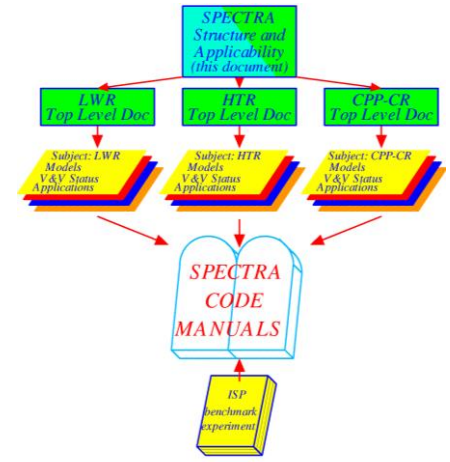 SPECTRA
Structure and
Applicability
(this document)
LWR
Top Level Doc
HTR
Top Level Doc
CPP-CR
Top Level Doc
Subject: LWR
Models
V&V Status
Applications
Subject: HTR
Models
V&V Status
Applications
Subject: CPP-CR
Models
V&V Status
Applications
SPECTRA
CODE
MANUALS
ISP
benchmark
experiment